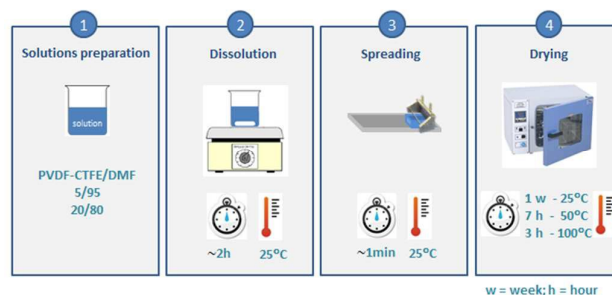 1
Solutions preparation
solution
PVDF-CTFE/DMF
5/95
20/80
2
Dissolution
~2h 25°C
3
Spreading
~1min 25°C
4
Drying
1 w - 25°C
7 h - 50°C
3 h - 100°C
w = week; h = hour